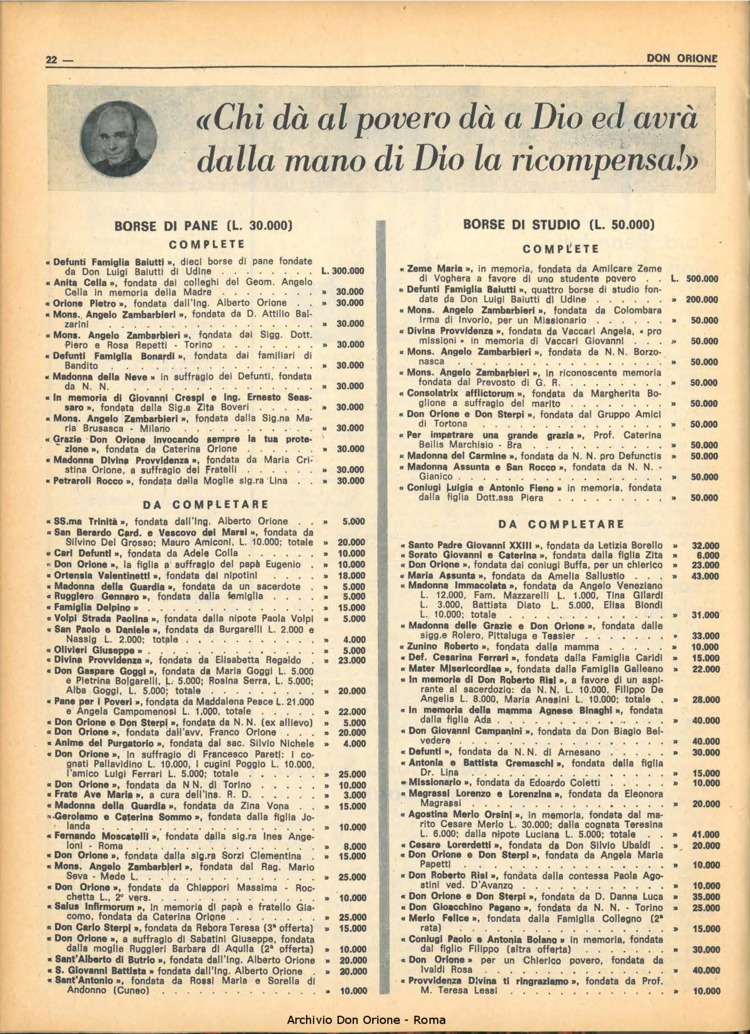 22 —
DON ORIONE
«Chi dà al povero dà a Dio ed avrà
dalla mano di Dio la ricompensa!»
BORSE DI PANE (L. 30.000)
COMPLETE
« Defunti Famiglia Baiutti », dieci borse di pane fondate
da Don Luigi Baiutti di Udine . . . . . . . . L. 300.000
« Anita Cella », fondata dai colleghi del Geom. Angelo
Cella in memoria della Madre . . . . . . . » 30.000
« Orione Pietro », fondata dall'Ing. Alberto Orione . . » 30.000
« Mons. Angelo Zambarbieri », fondata da D. Attilio Bal-
zarini . . . . . . . . . . . » 30.000
« Mons. Angelo Zambarbieri », fondata dai Sigg. Dott.
Piero e Rosa Repetti - Torino . . . . . . . » 30.000
« Defunti Famiglia Bonardi », fondata dai familiari di
Bandito . . . . . . . . . . . » 30.000
« Madonna della Neve » in suffragio dei Defunti, fondata
da N. N. . . . . . . . . . . » 30.000
« In memoria di Giovanni Crespi e Ing. Ernesto Seas-
saro », fondata dalla Sig.a Zita Boveri . . . . » 30.000
« Mons. Angelo Zambarbieri », fondata dalla Sig.na Ma-
ria Brusasca - Milano . . . . . . . . » 30.000
« Grazie Don Orione invocando sempre la tua prote-
zione », fondata da Caterina Orione . . . . . » 30.000
« Madonna Divina Provvidenza », fondata da Maria Cri-
stina Orione, a suffragio dei Fratelli . . . . » 30.000
« Petraroli Rocco », fondata dalla Moglie sig.ra Lina . . » 30.000
DA COMPLETARE
« SS.ma Trinità », fondata dall'Ing. Alberto Orione . . » 5.000
« San Berardo Card. e Vescovo dei Marsi », fondata da
Silvino Del Grosso; Mauro Amiconi, L. 10.000; totale » 20.000
« Cari Defunti », fondata da Adele Colla . . . . » 10.000
« Don Orione », la figlia a suffragio del papà Eugenio . » 10.000
« Ortensia Valentinetti », fondata dai nipotini . . . » 18.000
« Madonna della Guardia », fondata da un sacerdote . » 5.000
« Ruggiero Gennaro », fondata dalla famiglia . . . » 5.000
« Famiglia Delpino » . . . . . . . . » 15.000
« Volpi Strada Paolina », fondata dalla nipote Paola Volpi » 5.000
« San Paolo e Daniele », fondata da Burgarelli L. 2.000 e
Nassig L. 2.000; totale . . . . . . . » 4.000
« Olivieri Giuseppe » . . . . . . . . » 5.000
« Divina Provvidenza », fondata da Elisabetta Regaido . » 23.000
« Don Gaspare Goggi », fondata da Maria Goggi L. 5.000
e Pietrina Bolgarelli, L. 5.000; Rosina Serra, L. 5.000;
Alba Goggi, L. 5.000; totale . . . . . . » 20.000
« Pane per i Poveri », fondata da Maddalena Pesce L. 21.000
e Angela Campomenosi L. 1.000, totale . . . . » 22.000
« Don Orione e Don Sterpi », fondata da N. N. (ex allievo) » 5.000
« Don Orione », fondata dall'avv. Franco Orione . . » 20.000
« Anime del Purgatorio », fondata dal sac. Silvio Nichele » 4.000
« Don Orione », in suffragio di Francesco Pareti: i co-
gnati Pallavidino L. 10.000, i cugini Poggio L. 10.000,
l'amico Luigi Ferrari L. 5.000; totale . . . . » 25.000
« Don Orione », fondata da NN. di Torino . . . . » 10.000
« Frate Ave Maria », a cura dell'Ins. R. D. . . . » 3.000
« Madonna della Guardia », fondata da Zina Vona . . » 15.000
« Gerolamo e Caterina Sommo », fondata dalla figlia Jo-
landa . . . . . . . . . . » 10.000
« Fernando Moscatelli », fondata dalla sig.ra Ines Ange-
loni - Roma . . . . . . . . . » 8.000
« Don Orione », fondata dalla sig.ra Sorzi Clementina . » 15.000
« Mons. Angelo Zambarbieri », fondata dal Rag. Mario
Seva - Mede L. . . . . . . . . » 25.000
« Don Orione », fondata da Chiappori Massima - Roc-
chetta L., 2° vers. . . . . . . . . » 10.000
« Salus Infirmorum », in memoria di papà e fratello Gia-
como, fondata da Caterina Orione . . . . . » 25.000
« Don Carlo Sterpi », fondata da Rebora Teresa (3ª offerta) » 15.000
« Don Orione », a suffragio di Sabatini Giuseppe, fondata
dalla moglie Ruggieri Barbara di Aquila (2ª offerta) » 10.000
« Sant'Alberto di Butrio », fondata dall'Ing. Alberto Orione » 20.000
« S. Giovanni Battista » fondata dall'Ing. Alberto Orione . » 20.000
« Sant'Antonio », fondata da Rossi Maria e Sorella di
Andonno (Cuneo) . . . . . . . . » 10.000
BORSE DI STUDIO (L. 50.000)
COMPLETE
« Zeme Maria », in memoria, fondata da Amilcare Zeme
di Voghera a favore di uno studente povero . . L. 500.000
« Defunti Famiglia Baiutti », quattro borse di studio fon-
date da Don Luigi Baiutti di Udine . . . . . » 200.000
« Mons. Angelo Zambarbieri », fondata da Colombara
Irma di Invorio, per un Missionario . . . . . » 50.000
« Divina Provvidenza », fondata da Vaccari Angela, « pro
missioni » in memoria di Vaccari Giovanni . . . » 50.000
« Mons. Angelo Zambarbieri », fondata da N. N. Borzo-
nasca . . . . . . . . . . » 50.000
« Mons. Angelo Zambarbieri », in riconoscente memoria
fondata dal Prevosto di G. R. . . . . . » 50.000
« Consolatrix afflictorum », fondata da Margherita Bo-
glione a suffragio del marito . . . . . . » 50.000
« Don Orione e Don Sterpi », fondata dal Gruppo Amici
di Tortona . . . . . . . . . » 50.000
« Per impetrare una grande grazia », Prof. Caterina
Beilis Marchisio - Bra . . . . . . . » 50.000
« Madonna del Carmine », fondata da N. N. pro Defunctis » 50.000
« Madonna Assunta e San Rocco », fondata da N. N. -
Gianico . . . . . . . . . . » 50.000
« Coniugi Luigia e Antonio Fieno » in memoria, fondata
dalla figlia Dott.ssa Piera . . . . . . » 50.000
DA COMPLETARE
« Santo Padre Giovanni XXIII », fondata da Letizia Borello » 32.000
« Sorato Giovanni e Caterina », fondata dalla figlia Zita » 6.000
« Don Orione », fondata dai coniugi Buffa, per un chierico » 23.000
« Maria Assunta », fondata da Amelia Sallustio . . . » 43.000
« Madonna Immacolata », fondata da Angelo Veneziano
L. 12.000, Fam. Mazzarelli L. 1.000, Tina Gilardi
L. 3.000, Battista Diato L. 5.000, Elisa Biondi
L. 10.000; totale . . . . . . . . » 31.000
« Madonna delle Grazie e Don Orione », fondata dalle
sigg.e Rolero, Pittaluga e Tessier . . . . . » 33.000
« Zunino Roberto », fondata dalla mamma . . . . » 10.000
« Def. Cesarina Ferrari », fondata dalla Famiglia Caridi » 15.000
« Mater Misericordiae », fondata dalla Famiglia Galleano » 22.000
« In memoria di Don Roberto Risi », a favore di un aspi-
rante al sacerdozio: da N. N. L. 10.000, Filippo De
Angelis L. 8.000, Maria Anesini L. 10.000; totale . » 28.000
« In memoria della mamma Agnese Binaghi », fondata
dalla figlia Ada . . . . . . . . » 40.000
« Don Giovanni Campanini », fondata da Don Biagio Bel-
vedere . . . . . . . . . . » 40.000
« Defunti », fondata da N. N. di Arnesano . . . . » 30.000
« Antonia e Battista Cremaschi », fondata dalla figlia
Dr. Lina . . . . . . . . . » 15.000
« Missionario », fondata da Edoardo Coletti . . . . » 10.000
« Magrassi Lorenzo e Lorenzina », fondata da Eleonora
Magrassi . . . . . . . . . » 20.000
« Agostina Merlo Orsini », in memoria, fondata dal ma-
rito Cesare Merlo L. 30.000; dalla cognata Teresina
L. 6.000; dalla nipote Luciana L. 5.000; totale . . » 41.000
« Cesare Lorerdetti », fondata da Don Silvio Ubaldi . . » 20.000
« Don Orione e Don Sterpi », fondata da Angela Maria
Papetti . . . . . . . . . . » 10.000
« Don Roberto Risi », fondata dalla contessa Paola Ago-
stini ved. D'Avanzo . . . . . . . . » 10.000
« Don Orione e Don Sterpi », fondata da D. Danna Luca » 35.000
« Don Gioacchino Pagano », fondata da N. N. - Torino » 25.000
« Merlo Felice », fondata dalla Famiglia Collegno (2ª
rata) . . . . . . . . . . » 15.000
« Coniugi Paolo e Antonia Bolano » in memoria, fondata
dal figlio Filippo (altra offerta) . . . . . » 30.000
« Don Orione » per un Chierico povero, fondata da
Ivaldi Rosa . . . . . . . . . » 40.000
« Provvidenza Divina ti ringraziamo », fondata da Prof.
M. Teresa Lessi . . . . . . . . » 10.000
Archivio Don Orione - Roma